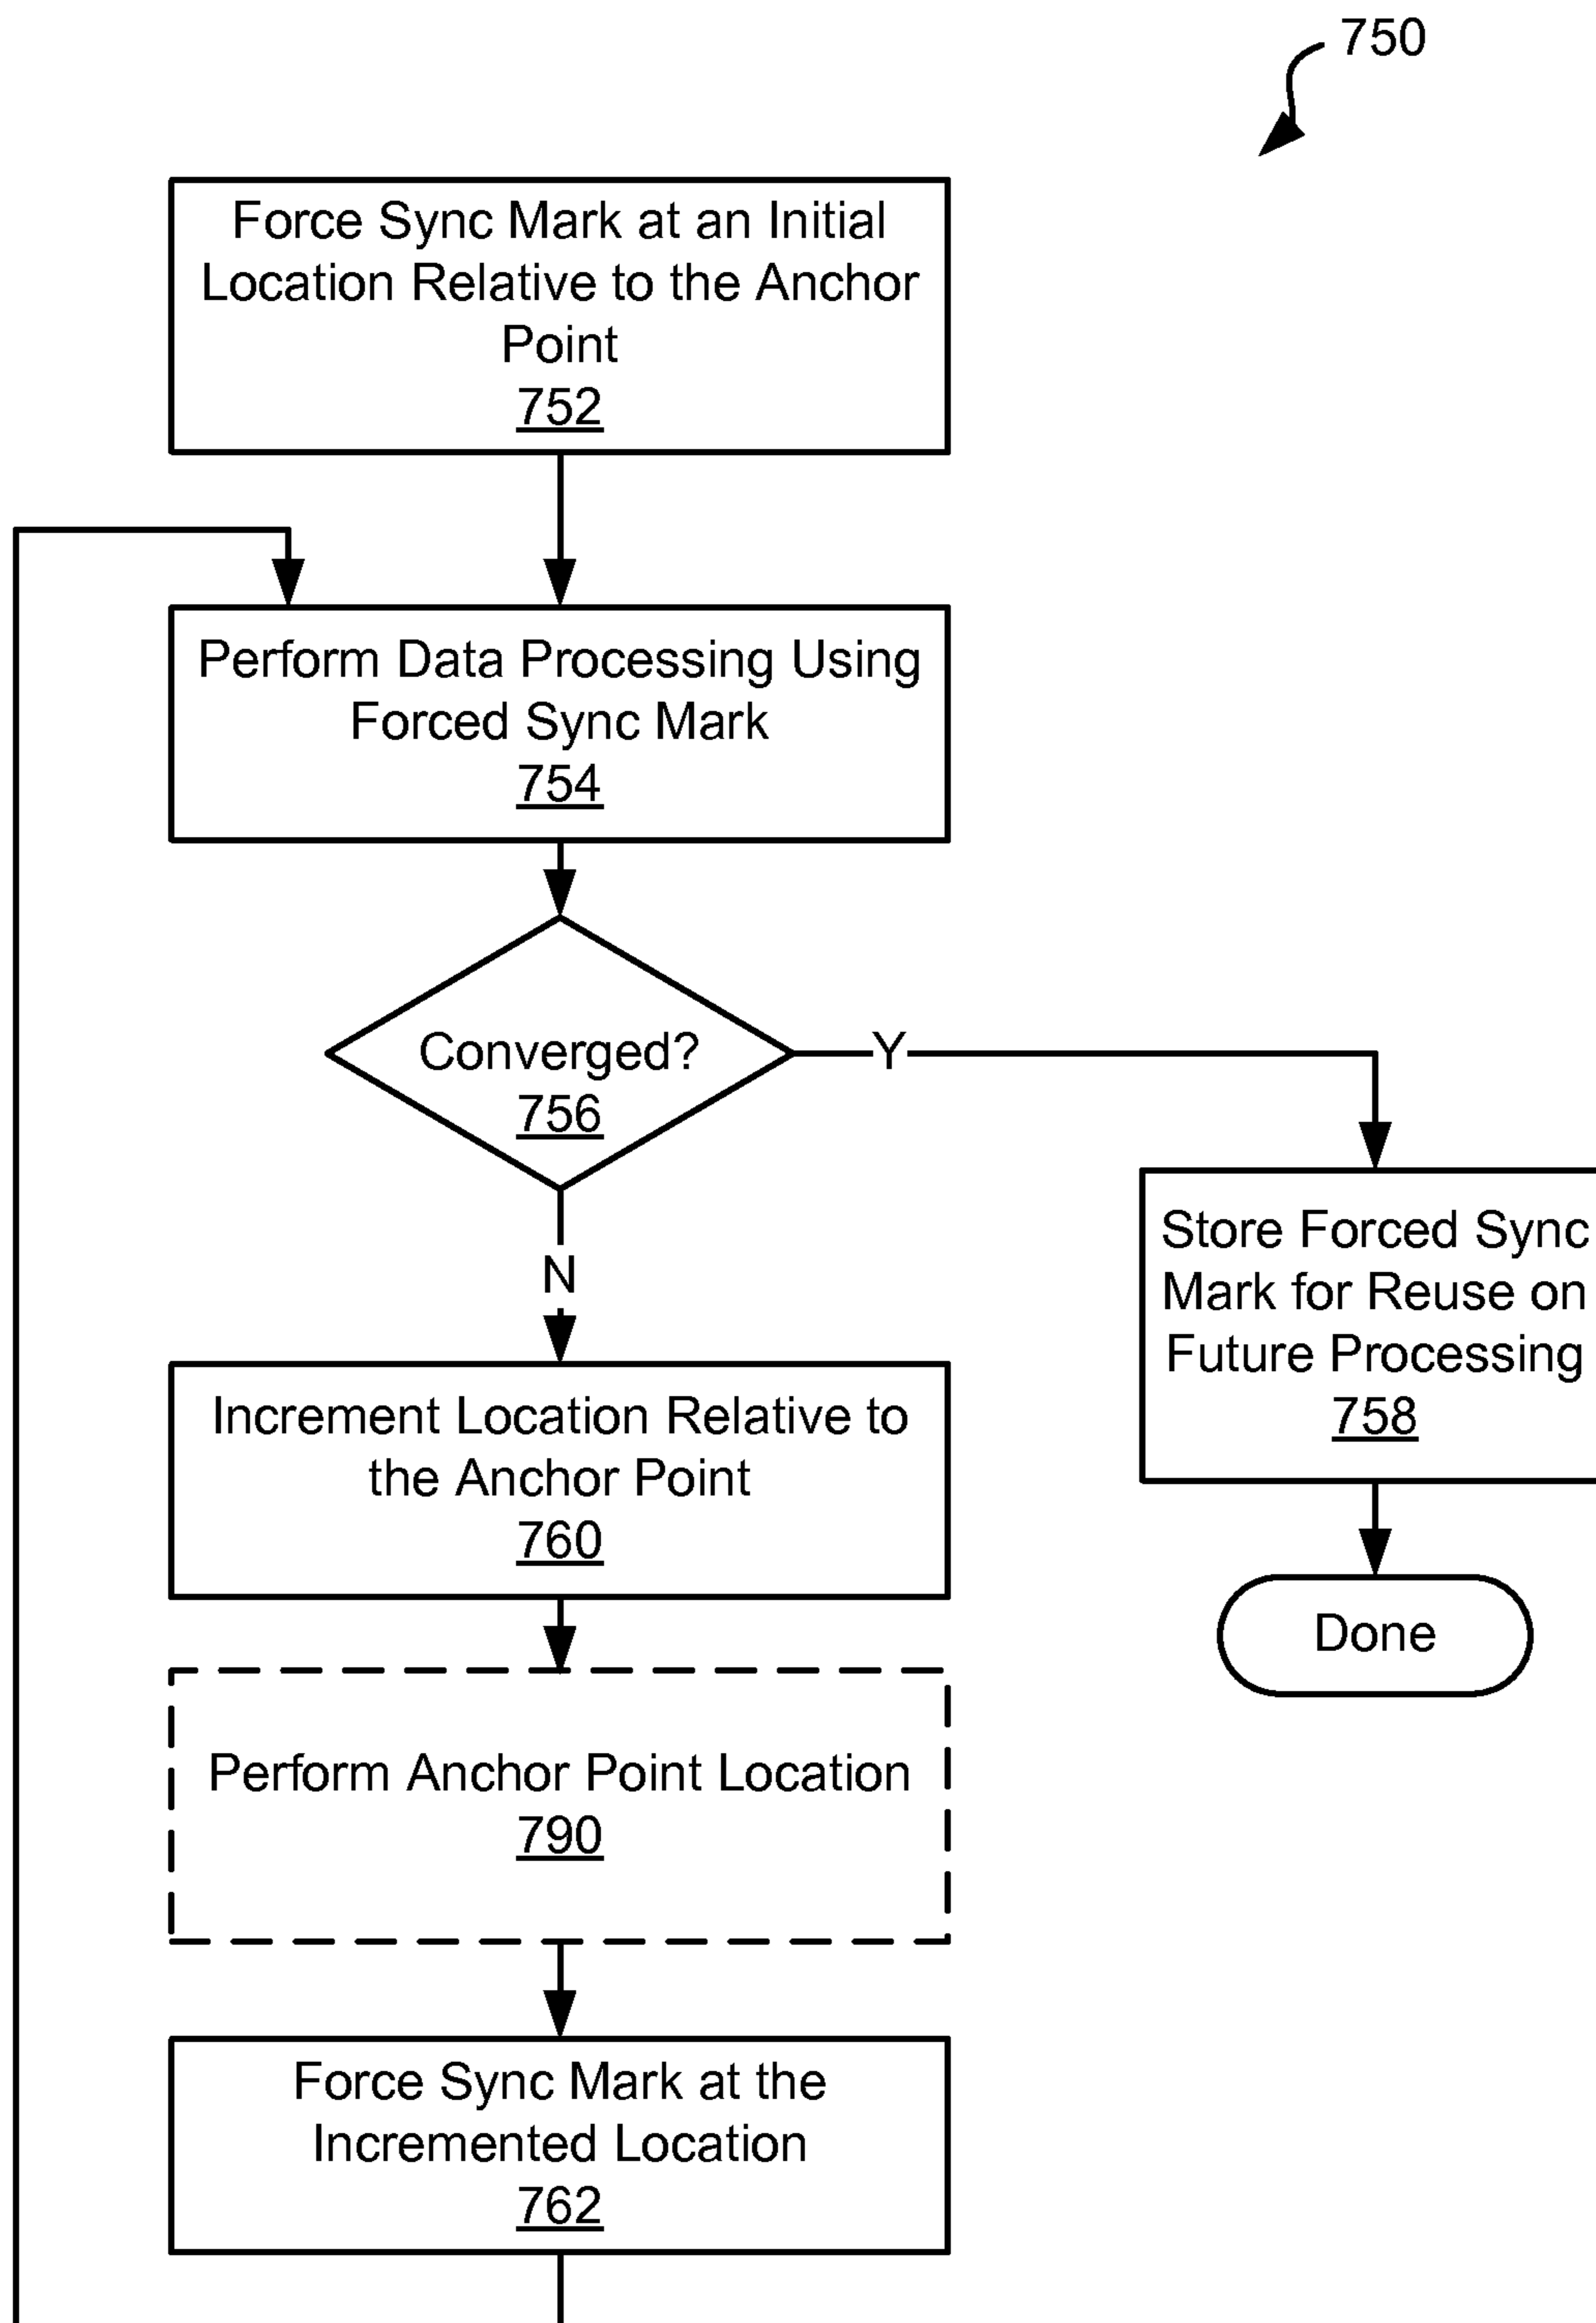 750
Force Sync Mark at an Initial
Location Relative to the Anchor
Point
752
Perform Data Processing Using
Forced Sync Mark
754
Converged?
756
Y
N
Store Forced Sync
Mark for Reuse on
Future Processing
758
Increment Location Relative to
the Anchor Point
760
Done
Perform Anchor Point Location
790
Force Sync Mark at the
Incremented Location
762